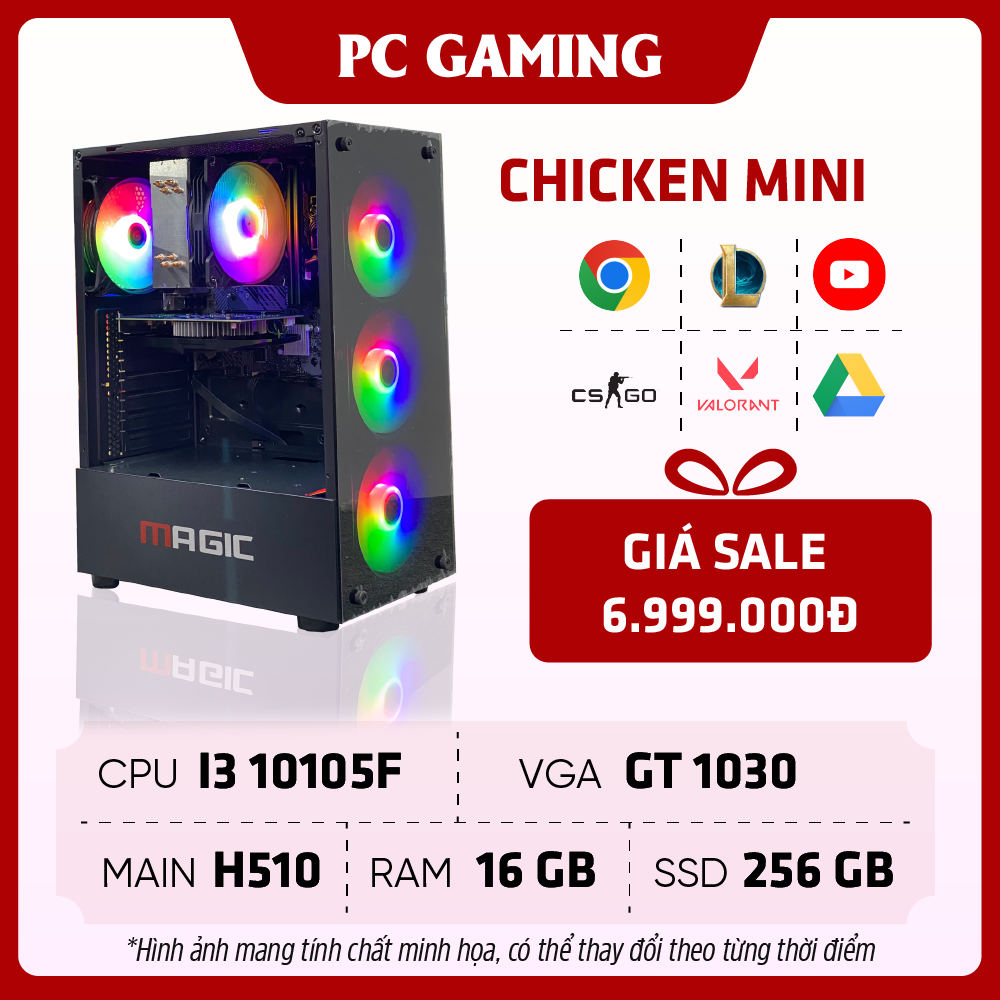 PC GAMING
CHICKEN MINI
CS GO
VALORANT
GIÁ SALE
6.999.000Đ
MAGIC
MAGIC
CPU I3 10105F
VGA GT 1030
MAIN H510
RAM 16 GB
SSD 256 GB
*Hình ảnh mang tính chất minh họa, có thể thay đổi theo từng thời điểm